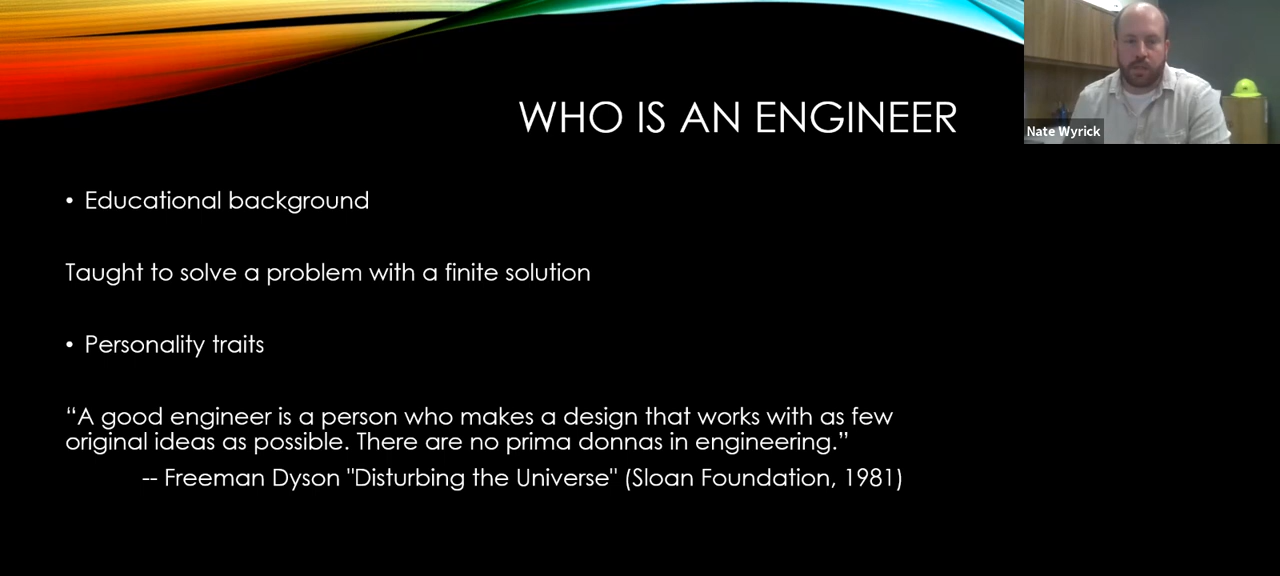 WHO IS AN ENGINEER
Nate Wyrick
• Educational background
Taught to solve a problem with a finite solution
• Personality traits
“A good engineer is a person who makes a design that works with as few
original ideas as possible. There are no prima donnas in engineering.”
-- Freeman Dyson "Disturbing the Universe" (Sloan Foundation, 1981)